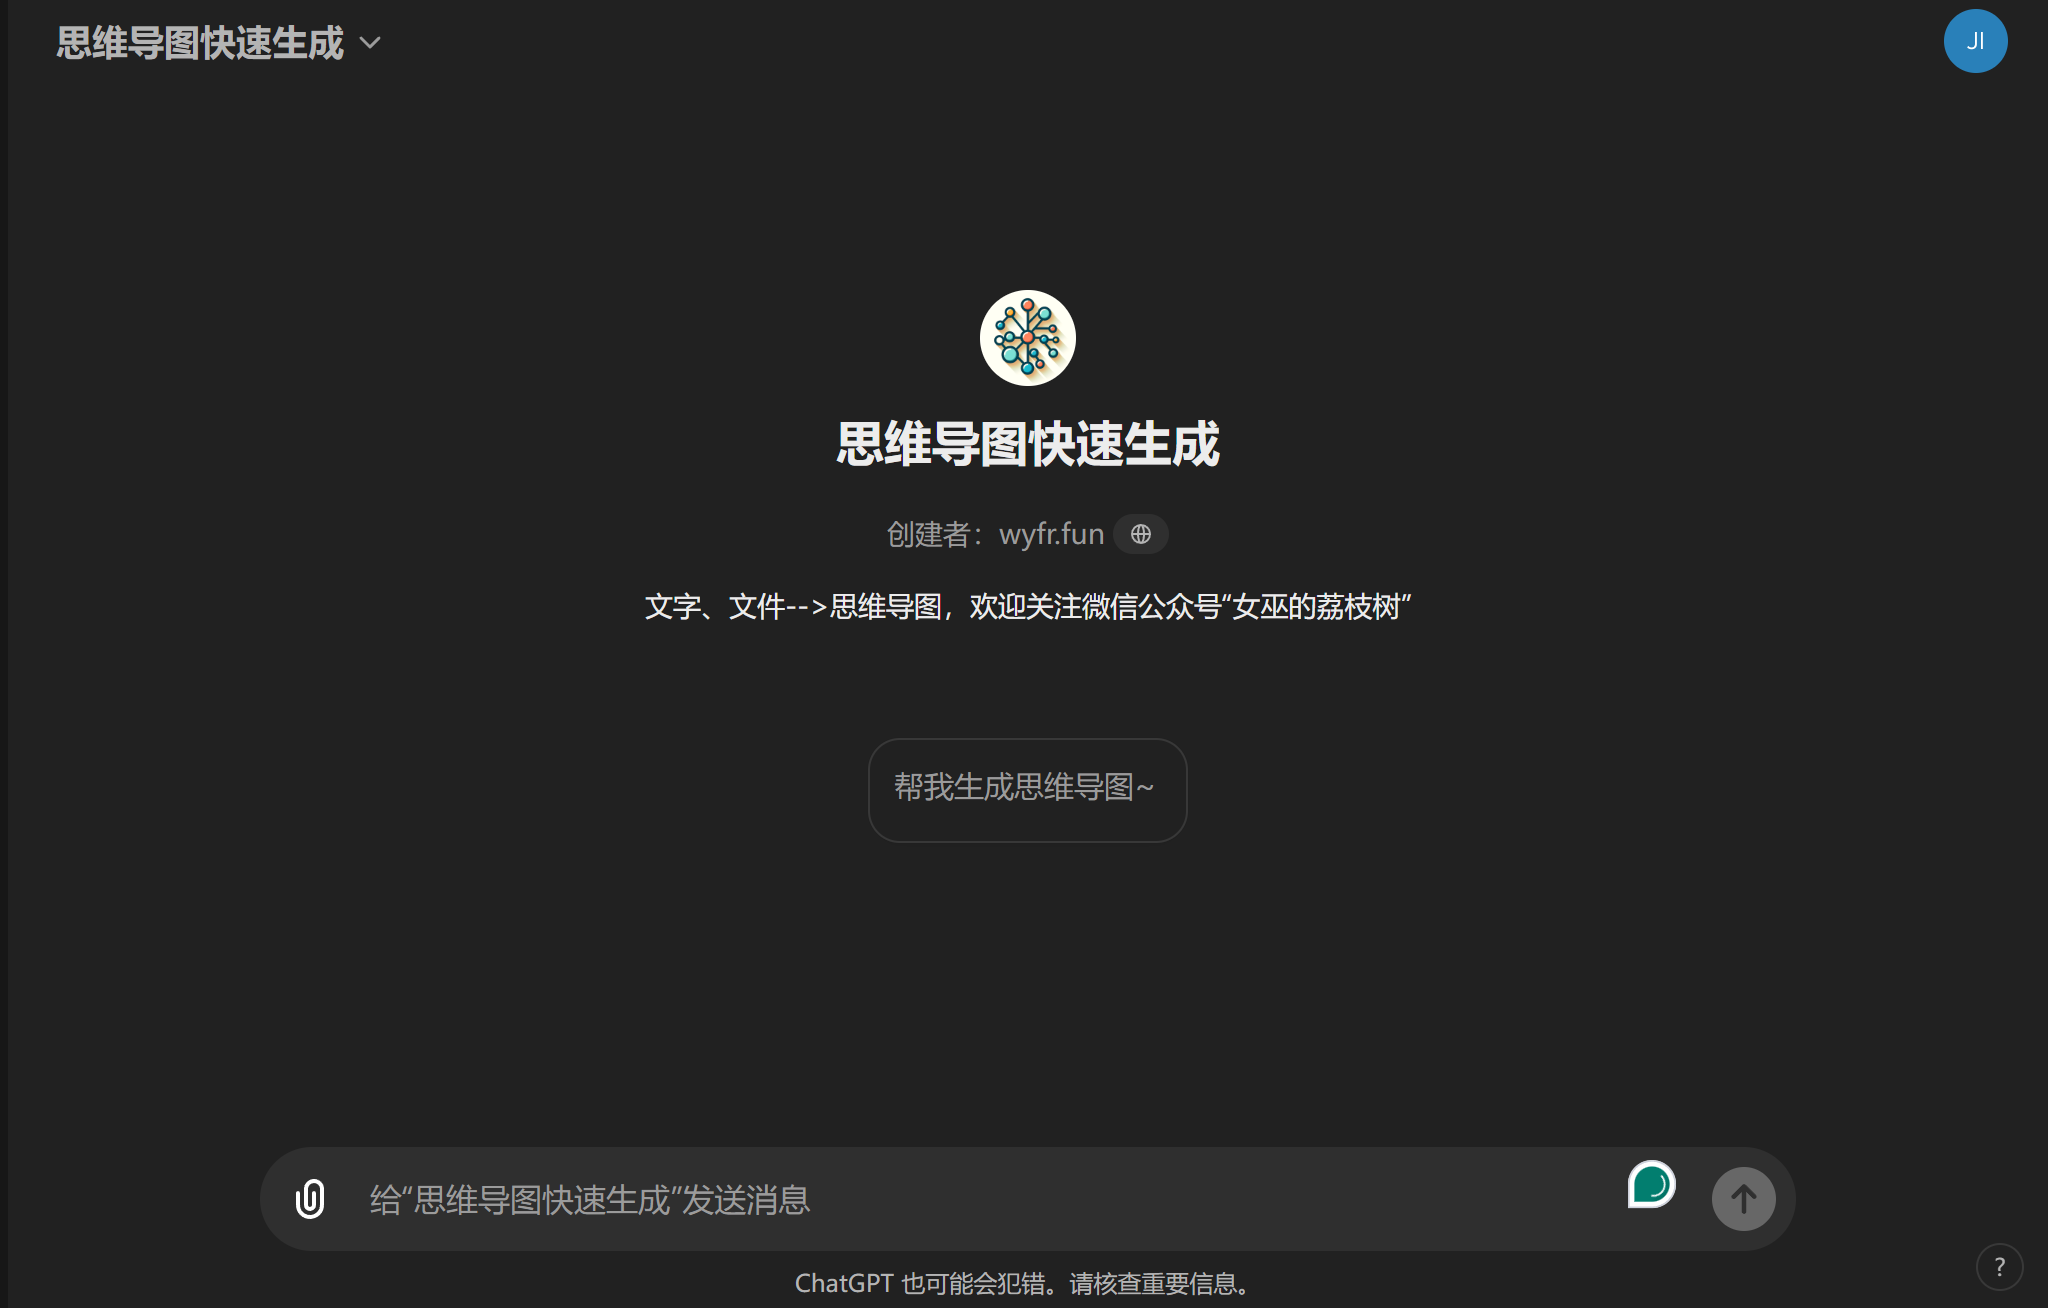 思维导图快速生成
JI
思维导图快速生成
创建者：wyfr.fun
文字、文件-->思维导图，欢迎关注微信公众号“女巫的荔枝树”
帮我生成思维导图~
给“思维导图快速生成”发送消息
ChatGPT 也可能会犯错。请核查重要信息。
?